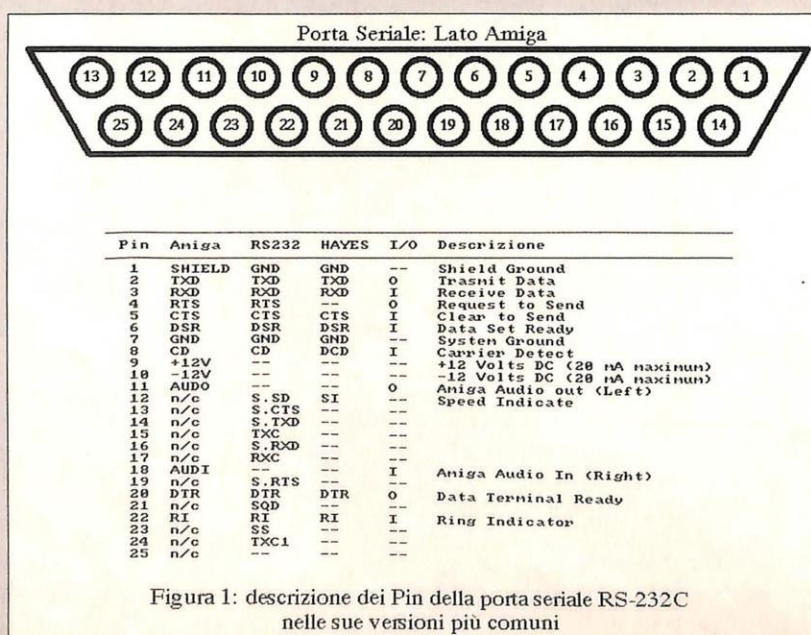 Porta Seriale: Lato Amiga
13 12 11 10 9 8 7 6 5 4 3 2 1
25 24 23 22 21 20 19 18 17 16 15 14
Pin Amiga RS232 HAYES I/O Descrizione
1 SHIELD GND GND -- Shield Ground
2 TXD TXD TXD O Trasmit Data
3 RXD RXD RXD I Receive Data
4 RTS RTS -- O Request to Send
5 CTS CTS CTS I Clear to Send
6 DSR DSR DSR I Data Set Ready
7 GND GND GND -- System Ground
8 CD CD DCD I Carrier Detect
9 +12V -- -- -- +12 Volts DC (20 mA maximum)
10 -12V -- -- -- -12 Volts DC (20 mA maximum)
11 AUDO -- -- O Amiga Audio out (Left)
12 n/c S.SD SI -- Speed Indicate
13 n/c S.CTS -- --
14 n/c S.TXD -- --
15 n/c TXC -- --
16 n/c S.RXD -- --
17 n/c RXC -- --
18 AUDI -- -- I Amiga Audio In (Right)
19 n/c S.RTS -- --
20 DTR DTR DTR O Data Terminal Ready
21 n/c SQD -- --
22 RI RI RI I Ring Indicator
23 n/c SS -- --
24 n/c TXC1 -- --
25 n/c -- -- --
Figura 1: descrizione dei Pin della porta seriale RS-232C
nelle sue versioni più comuni